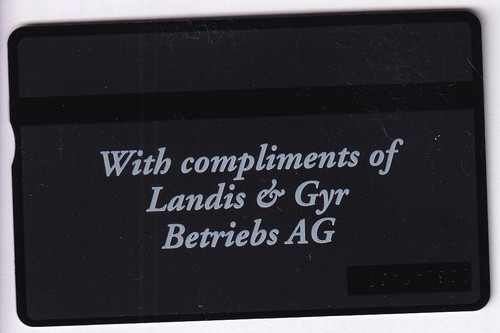 With compliments of
Landis & Gyr
Betriebs AG